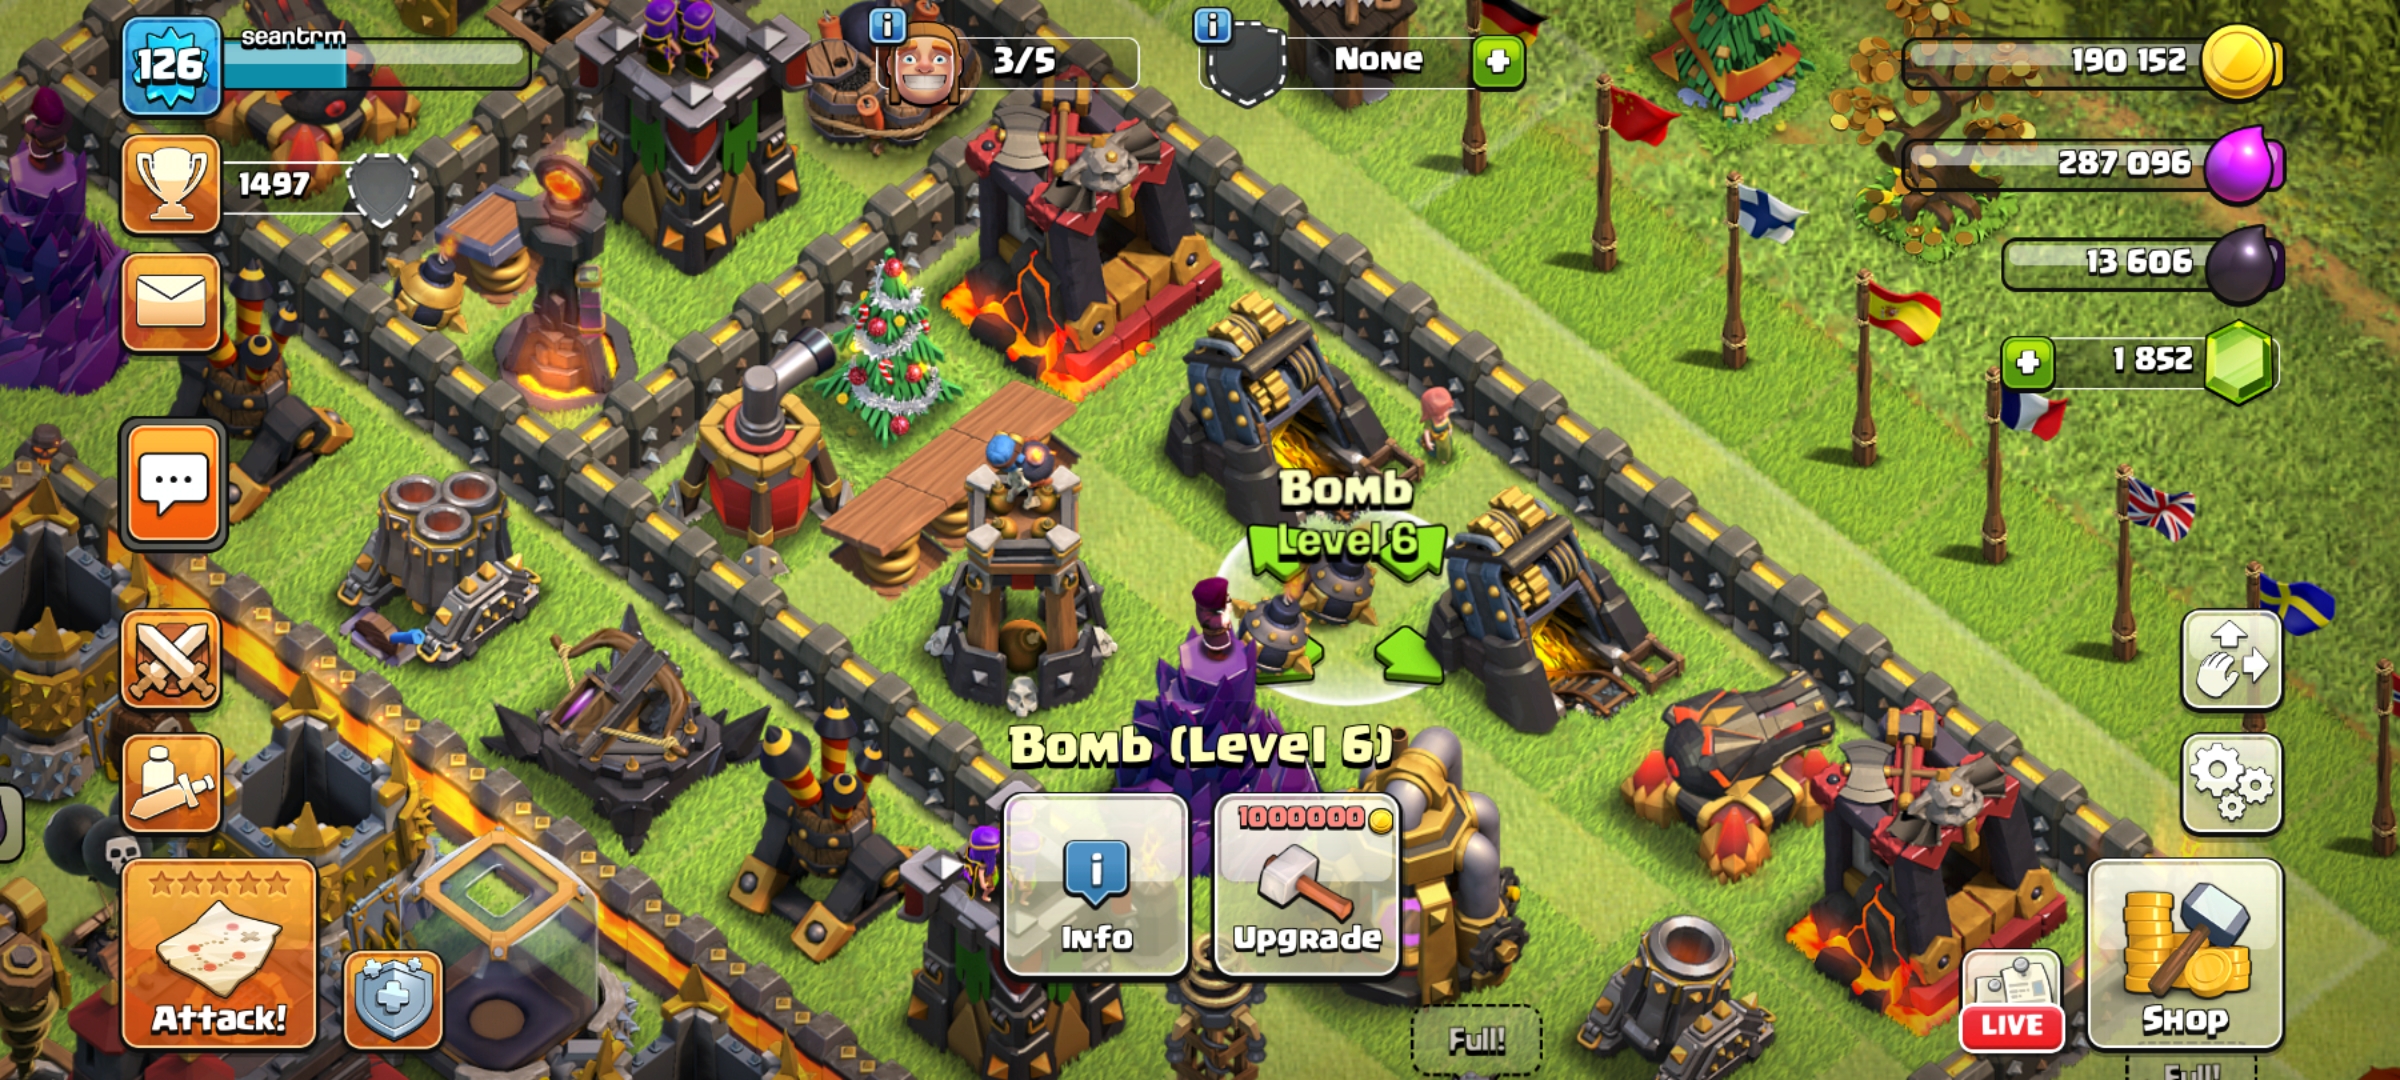 126
seantrm
3/5
None
190 152
1497
287 096
13 606
1 852
Bomb
Level 6
Bomb (Level 6)
1000000
Info
Upgrade
Attack!
Full!
LIVE
Shop
Full!